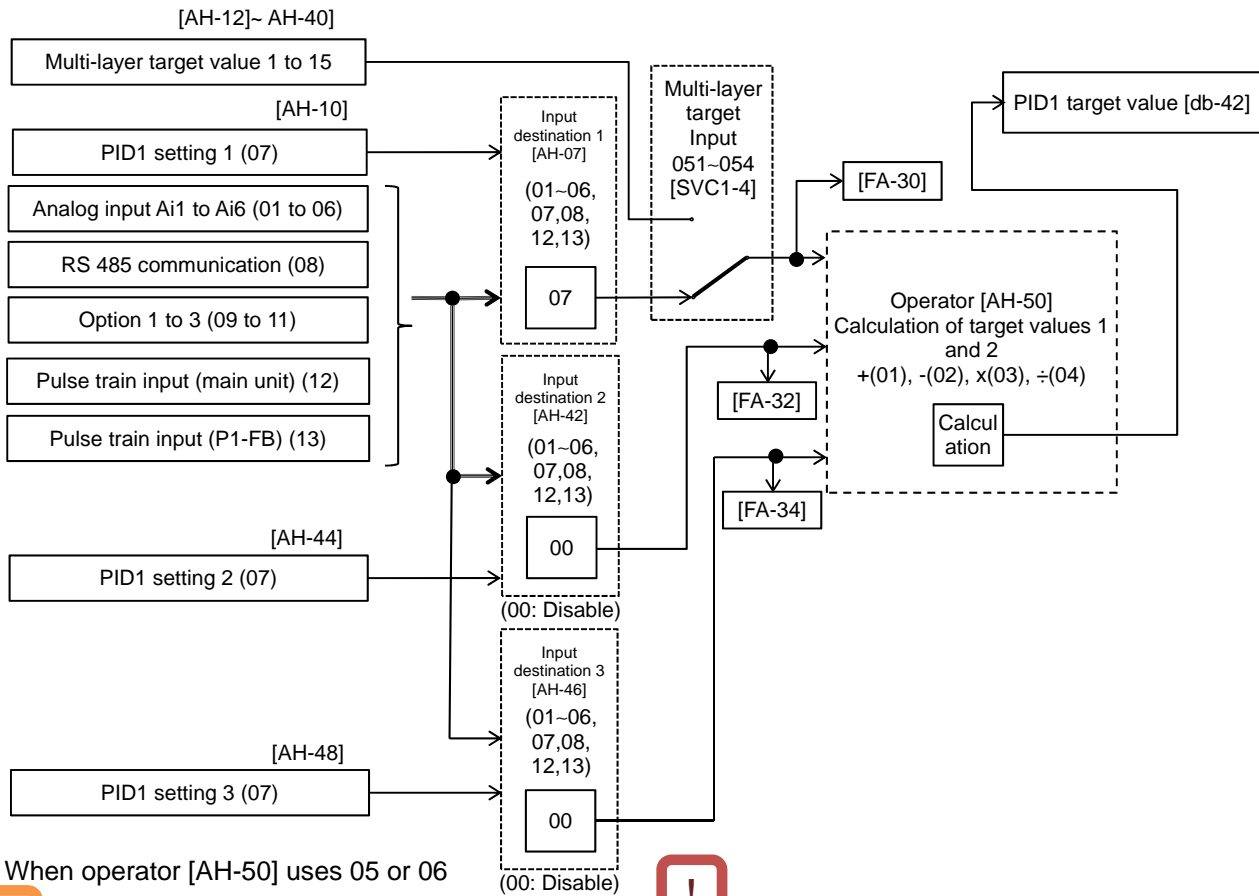 [AH-12]~ AH-40]
Multi-layer target value 1 to 15
[AH-10]
PID1 setting 1 (07)
Analog input Ai1 to Ai6 (01 to 06)
RS 485 communication (08)
Option 1 to 3 (09 to 11)
Pulse train input (main unit) (12)
Pulse train input (P1-FB) (13)
[AH-44]
PID1 setting 2 (07)
[AH-48]
PID1 setting 3 (07)
Input
destination 1
[AH-07]
(01~06,
07,08,
12,13)
07
Input
destination 2
[AH-42]
(01~06,
07,08,
12,13)
00
(00: Disable)
Input
destination 3
[AH-46]
(01~06,
07,08,
12,13)
00
(00: Disable)
Multi-layer
target
Input
051~054
[SVC1-4]
[FA-30]
[FA-32]
[FA-34]
PID1 target value [db-42]
Operator [AH-50]
Calculation of target values 1
and 2
+(01), -(02), x(03), ÷(04)
Calcul
ation
When operator [AH-50] uses 05 or 06
!